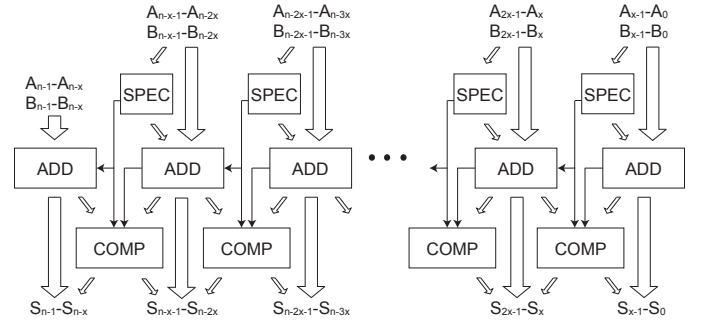 Aₙ₋ₓ₋₁-Aₙ₋₂ₓ Aₙ₋₂ₓ₋₁-Aₙ₋₃ₓ A₂ₓ₋₁-Aₓ Aₓ₋₁-A₀
Bₙ₋ₓ₋₁-Bₙ₋₂ₓ Bₙ₋₂ₓ₋₁-Bₙ₋₃ₓ B₂ₓ₋₁-Bₓ Bₓ₋₁-B₀
Aₙ₋₁-Aₙ₋ₓ
Bₙ₋₁-Bₙ₋ₓ
SPEC SPEC SPEC SPEC
ADD ADD ADD • • • ADD ADD
COMP COMP COMP COMP
Sₙ₋₁-Sₙ₋ₓ Sₙ₋ₓ₋₁-Sₙ₋₂ₓ Sₙ₋₂ₓ₋₁-Sₙ₋₃ₓ S₂ₓ₋₁-Sₓ Sₓ₋₁-S₀